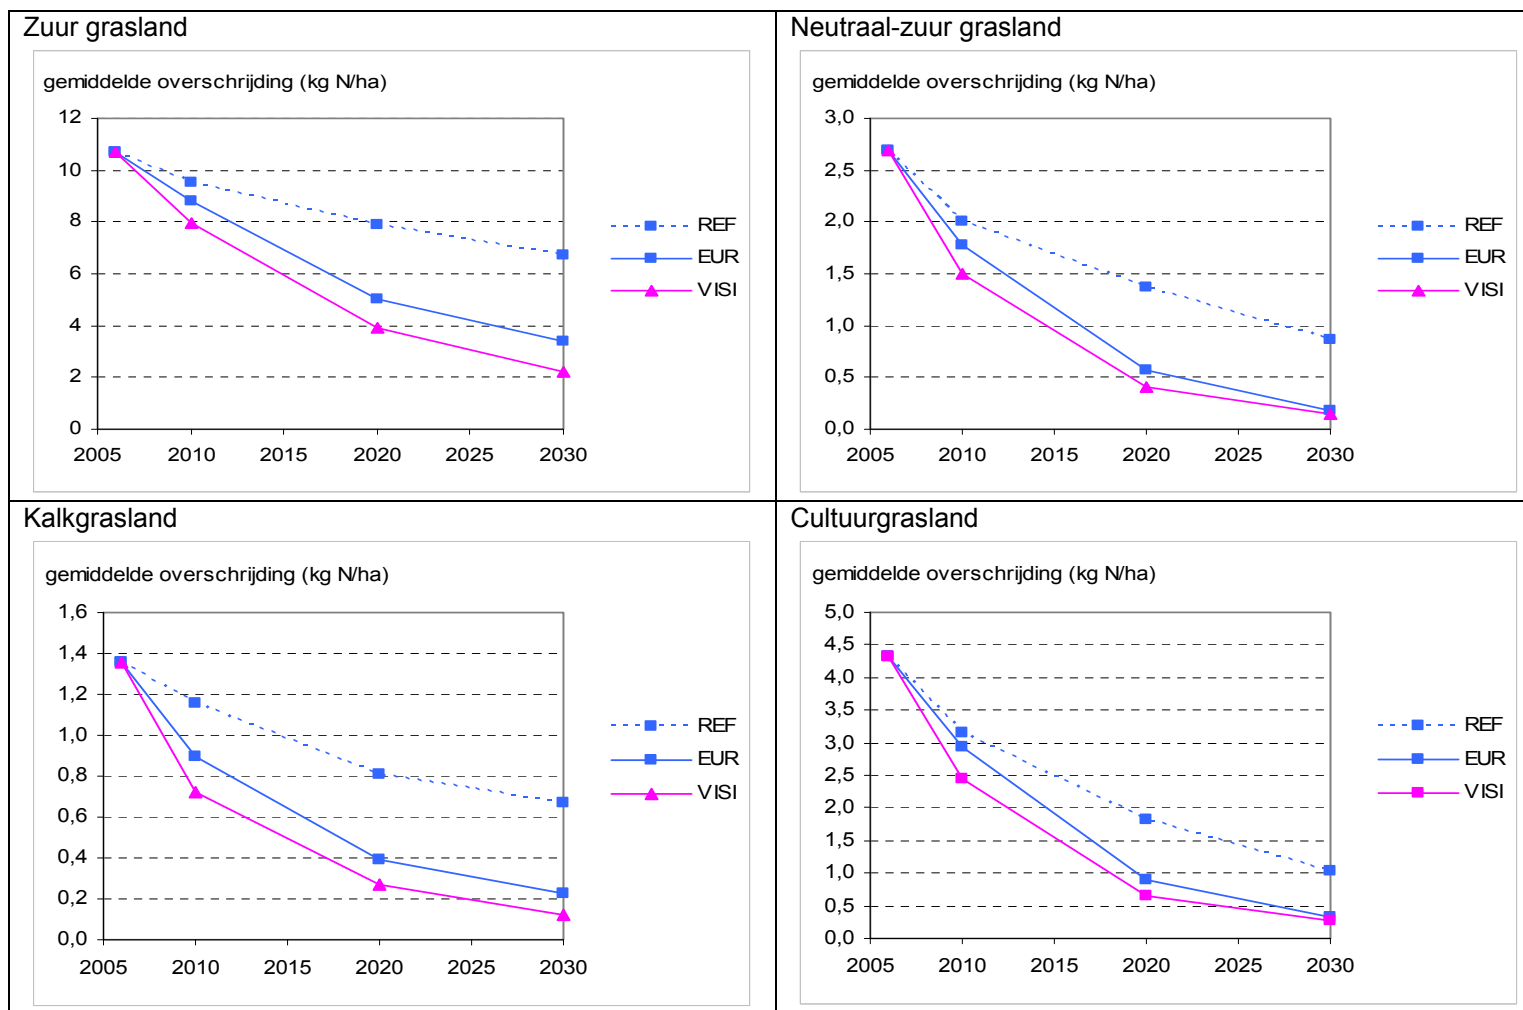 Zuur grasland
gemiddelde overschrijding (kg N/ha)
12
10
8
6
4
2
0
2005 2010 2015 2020 2025 2030
REF
EUR
VISI
Neutraal-zuur grasland
gemiddelde overschrijding (kg N/ha)
3,0
2,5
2,0
1,5
1,0
0,5
0,0
2005 2010 2015 2020 2025 2030
REF
EUR
VISI
Kalkgrasland
gemiddelde overschrijding (kg N/ha)
1,6
1,4
1,2
1,0
0,8
0,6
0,4
0,2
0,0
2005 2010 2015 2020 2025 2030
REF
EUR
VISI
Cultuurgrasland
gemiddelde overschrijding (kg N/ha)
5,0
4,5
4,0
3,5
3,0
2,5
2,0
1,5
1,0
0,5
0,0
2005 2010 2015 2020 2025 2030
REF
EUR
VISI